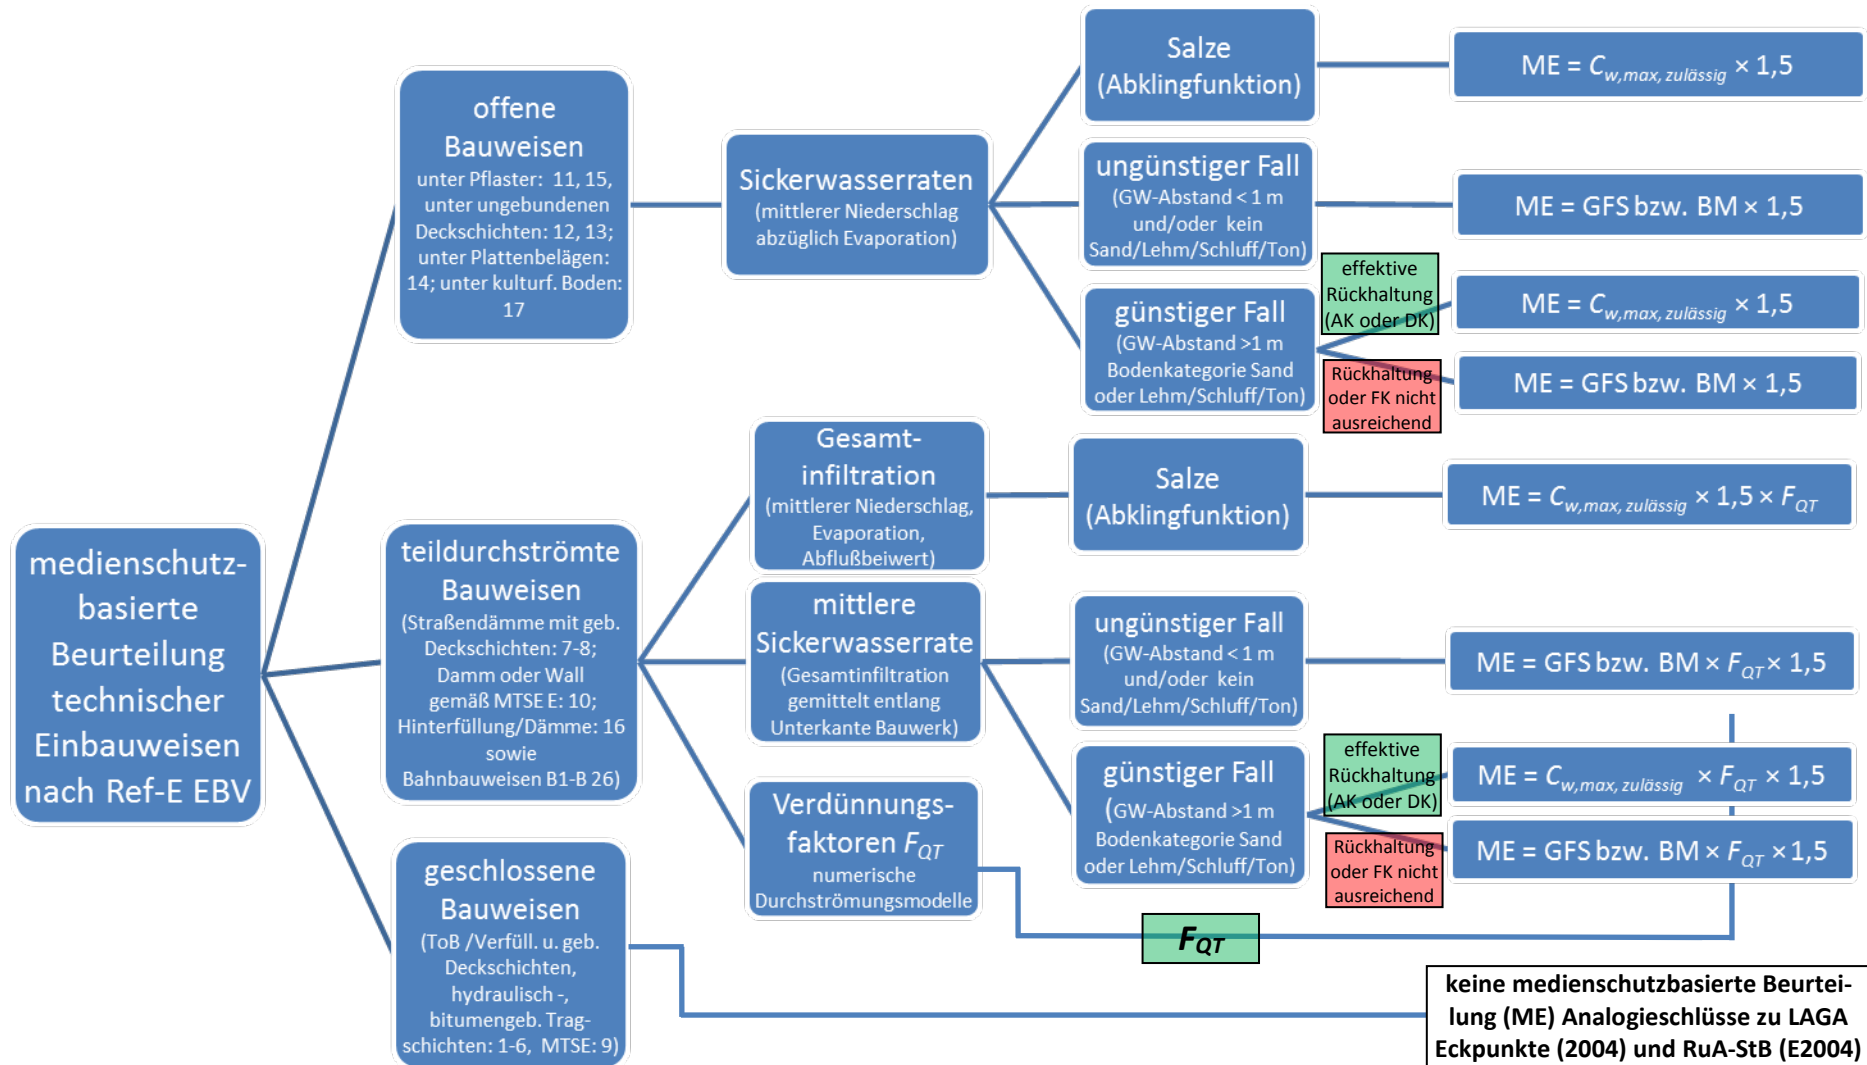 medienschutz-
basierte
Beurteilung
technischer
Einbauweisen
nach Ref-E EBV
offene
Bauweisen
unter Pflaster: 11, 15,
unter ungebundenen
Deckschichten: 12, 13;
unter Plattenbelägen:
14; unter kulturf. Boden:
17
Sickerwasserraten
(mittlerer Niederschlag
abzüglich Evaporation)
Salze
(Abklingfunktion)
ME = Cw,max, zulässig × 1,5
ungünstiger Fall
(GW-Abstand < 1 m
und/oder kein
Sand/Lehm/Schluff/Ton)
ME = GFS bzw. BM × 1,5
günstiger Fall
(GW-Abstand >1 m
Bodenkategorie Sand
oder Lehm/Schluff/Ton)
effektive
Rückhaltung
(AK oder DK)
ME = Cw,max, zulässig × 1,5
Rückhaltung
oder FK nicht
ausreichend
ME = GFS bzw. BM × 1,5
teildurchströmte
Bauweisen
(Straßendämme mit geb.
Deckschichten: 7-8;
Damm oder Wall
gemäß MTSE E: 10;
Hinterfüllung/Dämme: 16
sowie
Bahnbauweisen B1-B 26)
Gesamt-
infiltration
(mittlerer Niederschlag,
Evaporation,
Abflußbeiwert)
Salze
(Abklingfunktion)
ME = Cw,max, zulässig × 1,5 × FQT
mittlere
Sickerwasserrate
(Gesamtinfiltration
gemittelt entlang
Unterkante Bauwerk)
ungünstiger Fall
(GW-Abstand < 1 m
und/oder kein
Sand/Lehm/Schluff/Ton)
ME = GFS bzw. BM × FQT × 1,5
günstiger Fall
(GW-Abstand >1 m
Bodenkategorie Sand
oder Lehm/Schluff/Ton)
effektive
Rückhaltung
(AK oder DK)
ME = Cw,max, zulässig × FQT × 1,5
Rückhaltung
oder FK nicht
ausreichend
ME = GFS bzw. BM × FQT × 1,5
Verdünnungs-
faktoren FQT
numerische
Durchströmungsmodelle
FQT
geschlossene
Bauweisen
(ToB /Verfüll. u. geb.
Deckschichten,
hydraulisch -,
bitumengeb. Trag-
schichten: 1-6, MTSE: 9)
keine medienschutzbasierte Beurtei-
lung (ME) Analogieschlüsse zu LAGA
Eckpunkte (2004) und RuA-StB (E2004)